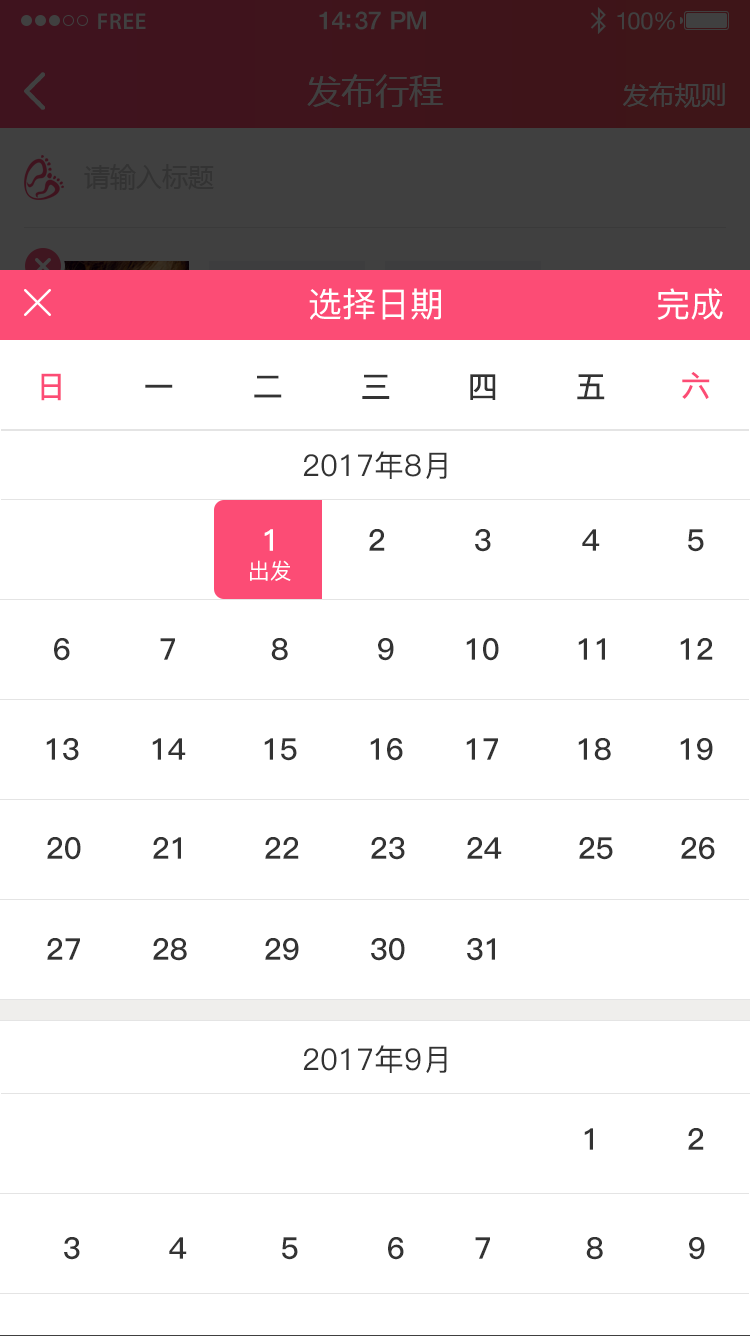 FREE 14:37 PM 100%
发布行程 发布规则
请输入标题
选择日期 完成
日 一 二 三 四 五 六
2017年8月
1 2 3 4 5
出发
6 7 8 9 10 11 12
13 14 15 16 17 18 19
20 21 22 23 24 25 26
27 28 29 30 31
2017年9月
1 2
3 4 5 6 7 8 9